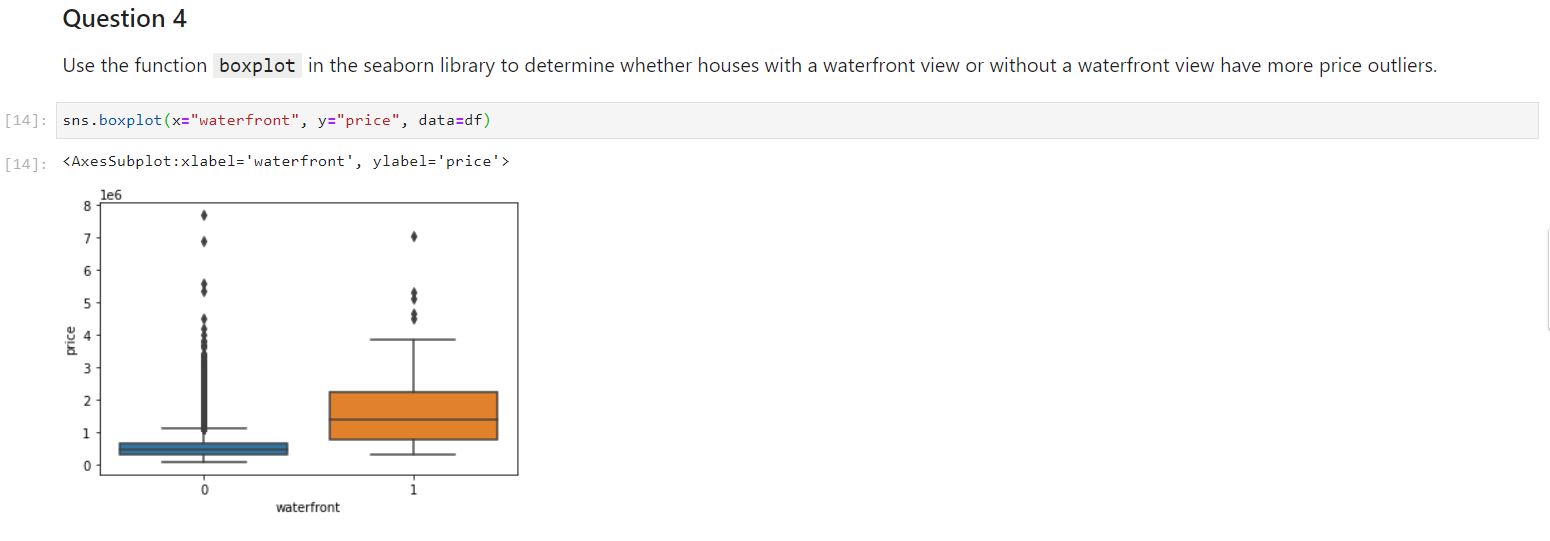 Question 4
Use the function boxplot in the seaborn library to determine whether houses with a waterfront view or without a waterfront view have more price outliers.
[14]: sns.boxplot(x="waterfront", y="price", data=df)
[14]: <AxesSubplot:xlabel='waterfront', ylabel='price'>
1e6
8
7
6
5
4
3
2
1
0
price
0 1
waterfront